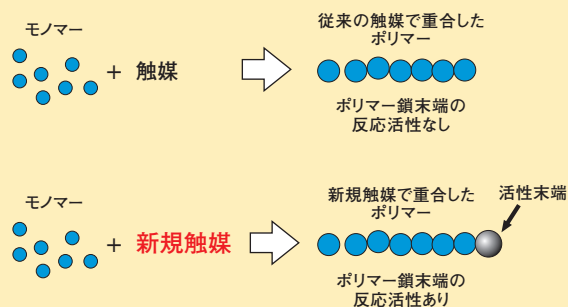 モノマー
+ 触媒
従来の触媒で重合した
ポリマー
ポリマー鎖末端の
反応活性なし
モノマー
+ 新規触媒
新規触媒で重合した
ポリマー
活性末端
ポリマー鎖末端の
反応活性あり